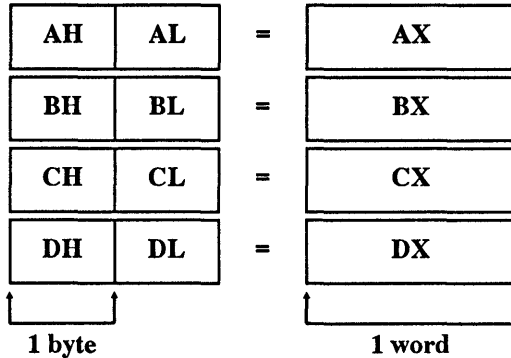 AH AL = AX
BH BL = BX
CH CL = CX
DH DL = DX
1 byte 1 word